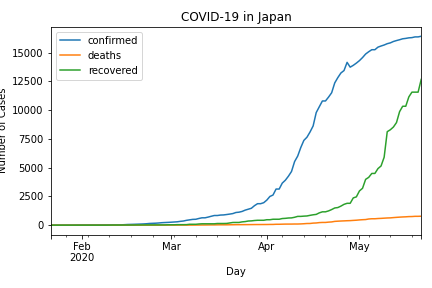 COVID-19 in Japan
confirmed
deaths
recovered
Number of Cases
15000
12500
10000
7500
5000
2500
0
Feb
2020
Mar
Apr
May
Day